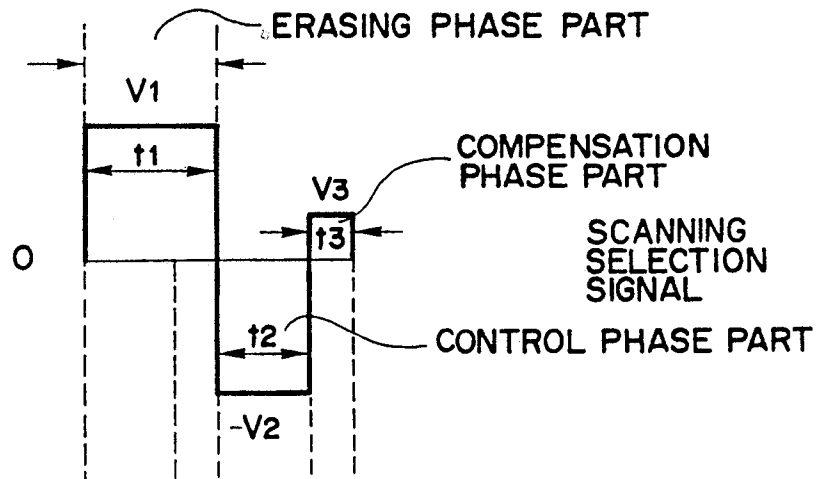 ERASING PHASE PART
V1
t1
COMPENSATION
PHASE PART
V3
t3
O
SCANNING
SELECTION
SIGNAL
t2
CONTROL PHASE PART
-V2